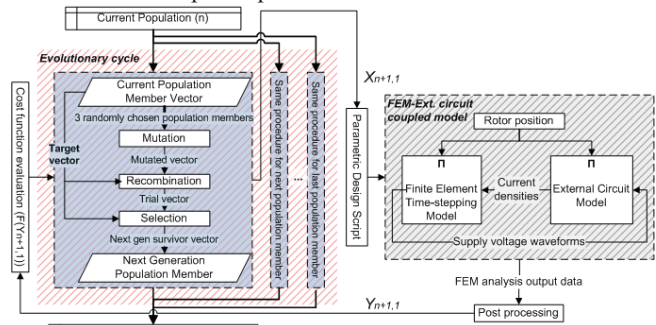 Current Population (n)
Evolutionary cycle
Current Population
Member Vector
3 randomly chosen population members
Mutation
Target
vector
Mutated vector
Recombination
Trial vector
Selection
Next gen survivor vector
Next Generation
Population Member
Same procedure for next population member
...
Same procedure for last population member
Cost function evaluation (F(Yn+1,1))
Xn+1,1
Parametric Design Script
FEM-Ext. circuit
coupled model
Rotor position
Π
Π
Finite Element
Time-stepping
Model
Current
densities
External Circuit
Model
Supply voltage waveforms
FEM analysis output data
Yn+1,1
Post processing